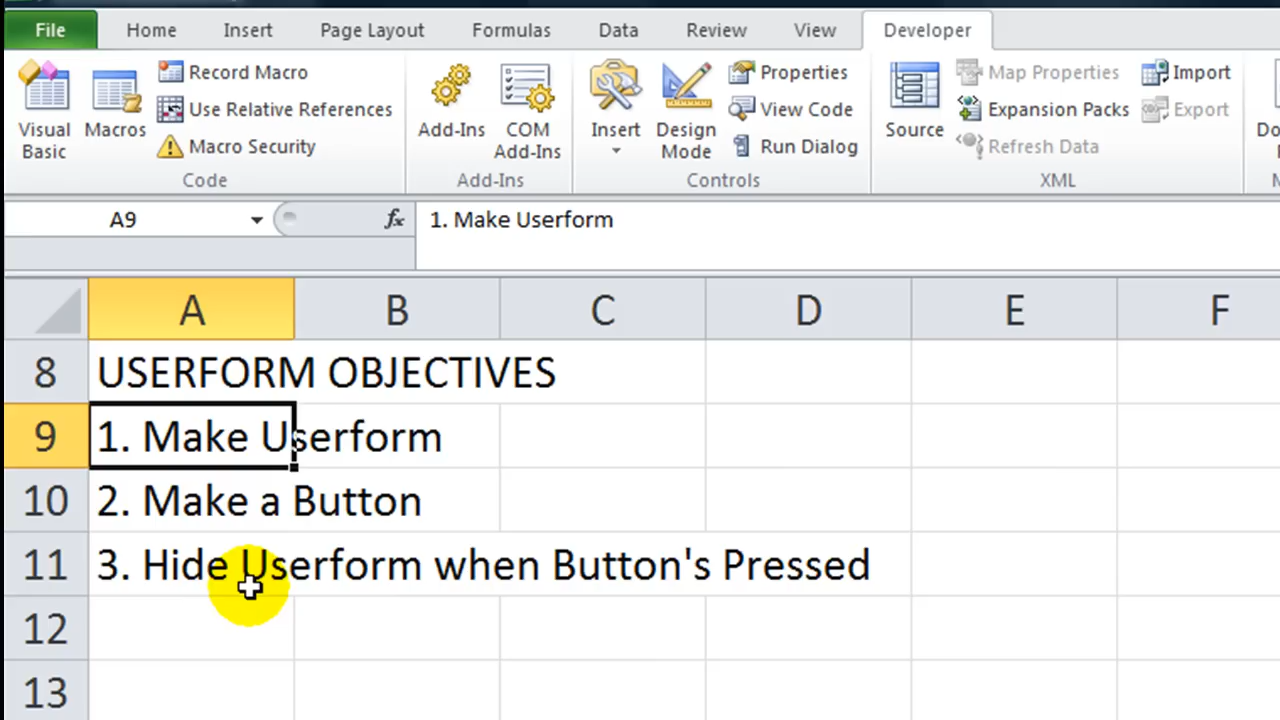 File Home Insert Page Layout Formulas Data Review View Developer
Visual Basic
Macros
Record Macro
Use Relative References
Macro Security
Code
Add-Ins
COM Add-Ins
Add-Ins
Insert
Design Mode
Properties
View Code
Run Dialog
Controls
Source
Map Properties
Expansion Packs
Refresh Data
Import
Export
XML
A9 fx 1. Make Userform
A B C D E F
8 USERFORM OBJECTIVES
9 1. Make Userform
10 2. Make a Button
11 3. Hide Userform when Button's Pressed
12
13